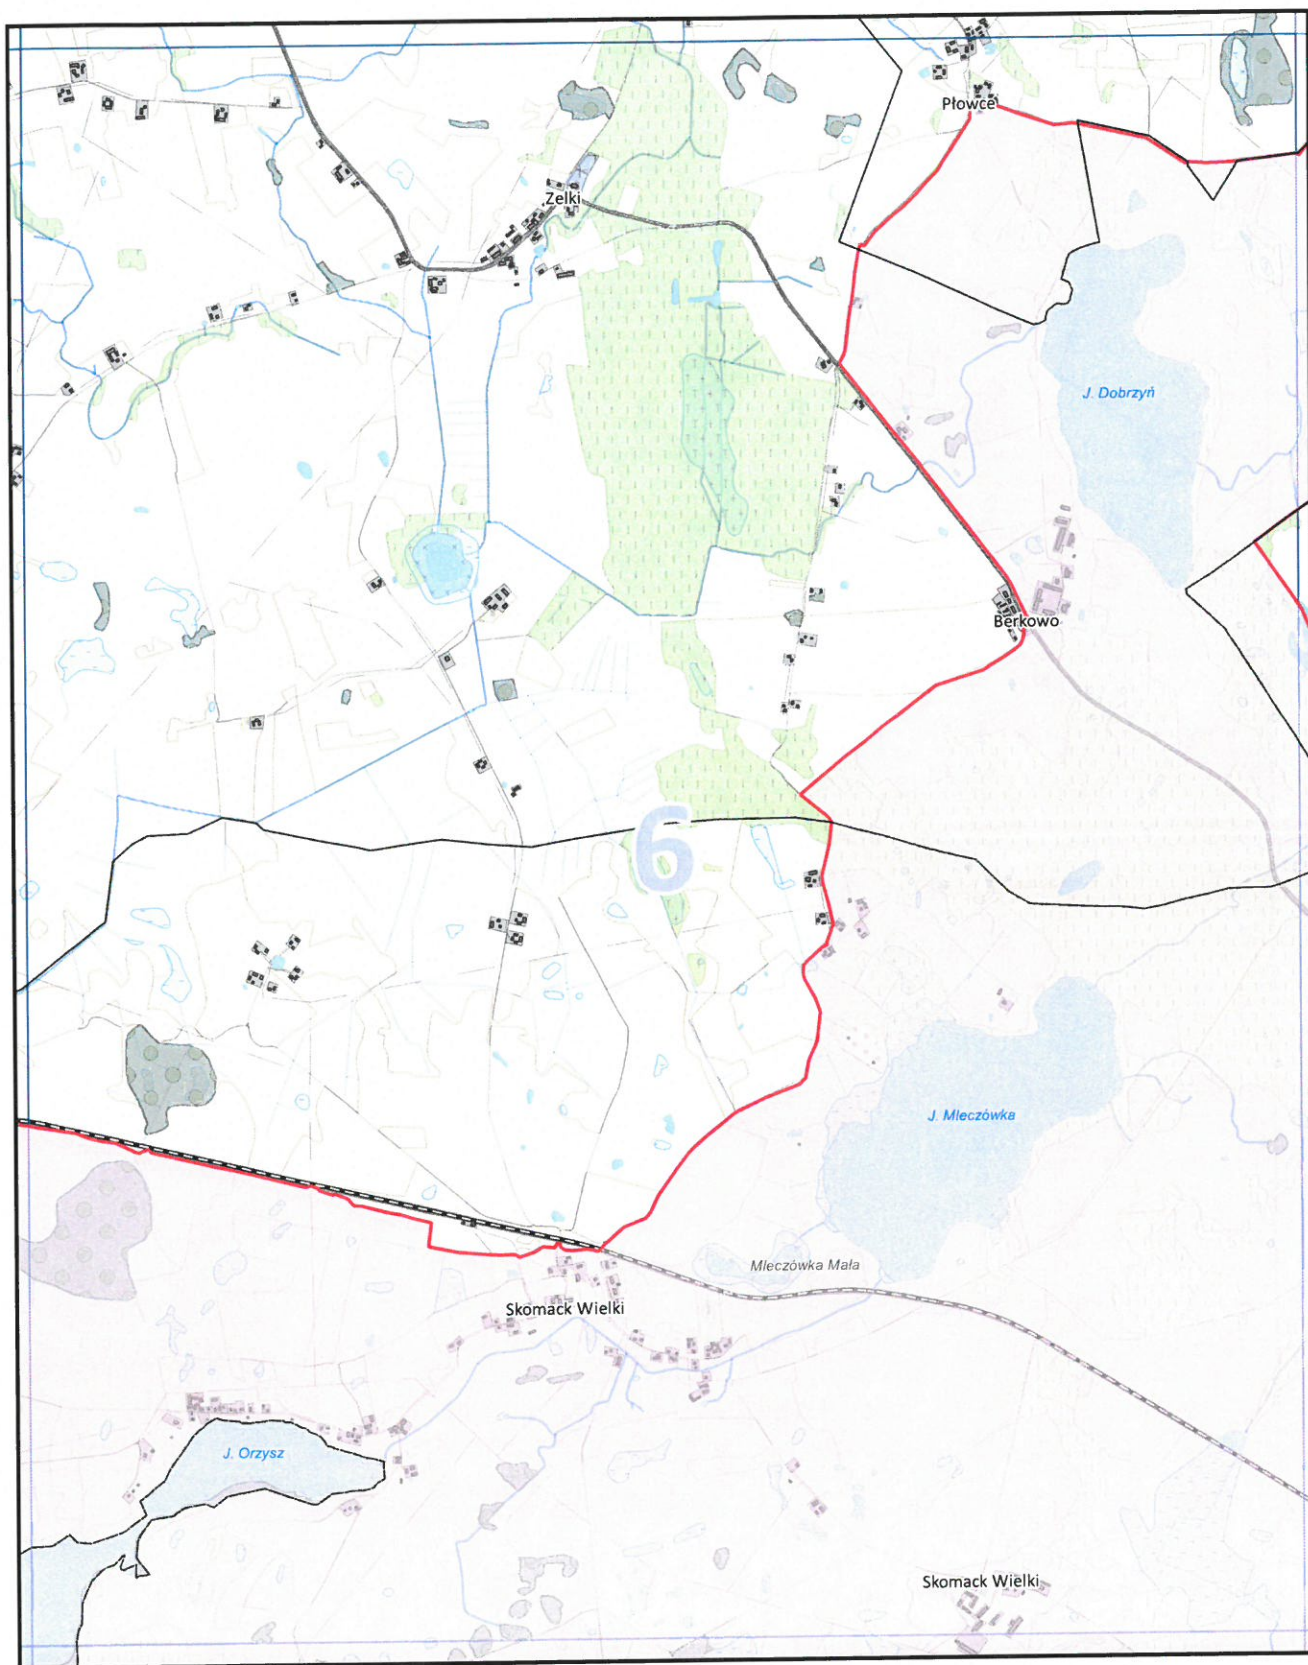 Płowce
Zelki
J. Dobrzyń
Berkowo
6
J. Mleczówka
Mleczówka Mała
Skomack Wielki
J. Orzysz
Skomack Wielki